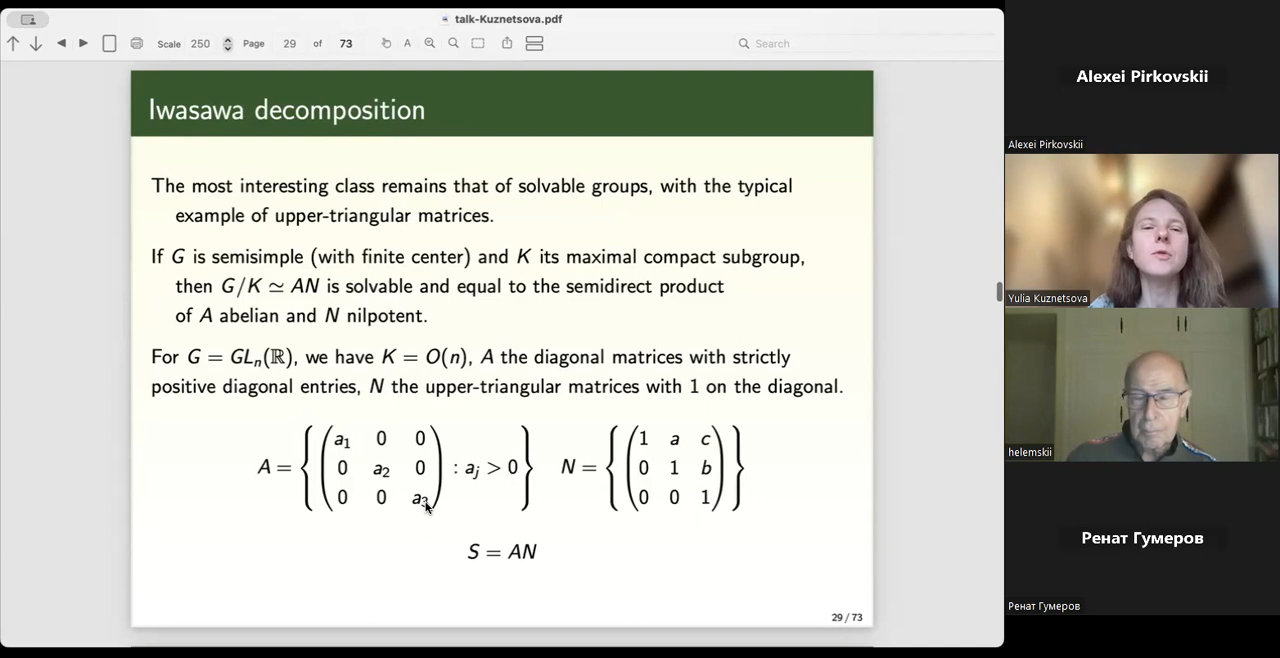 talk-Kuznetsova.pdf
Scale 250 Page 29 of 73 A Search
Iwasawa decomposition
The most interesting class remains that of solvable groups, with the typical
example of upper-triangular matrices.
If G is semisimple (with finite center) and K its maximal compact subgroup,
then G/K ≃ AN is solvable and equal to the semidirect product
of A abelian and N nilpotent.
For G = GLₙ(ℝ), we have K = O(n), A the diagonal matrices with strictly
positive diagonal entries, N the upper-triangular matrices with 1 on the diagonal.
a₁ 0 0 1 a c
A = { 0 a₂ 0 : aⱼ > 0 } N = { 0 1 b }
0 0 a₃ 0 0 1
S = AN
29 / 73
Alexei Pirkovskii
Alexei Pirkovskii
Yulia Kuznetsova
helemskii
Ренат Гумеров
Ренат Гумеров